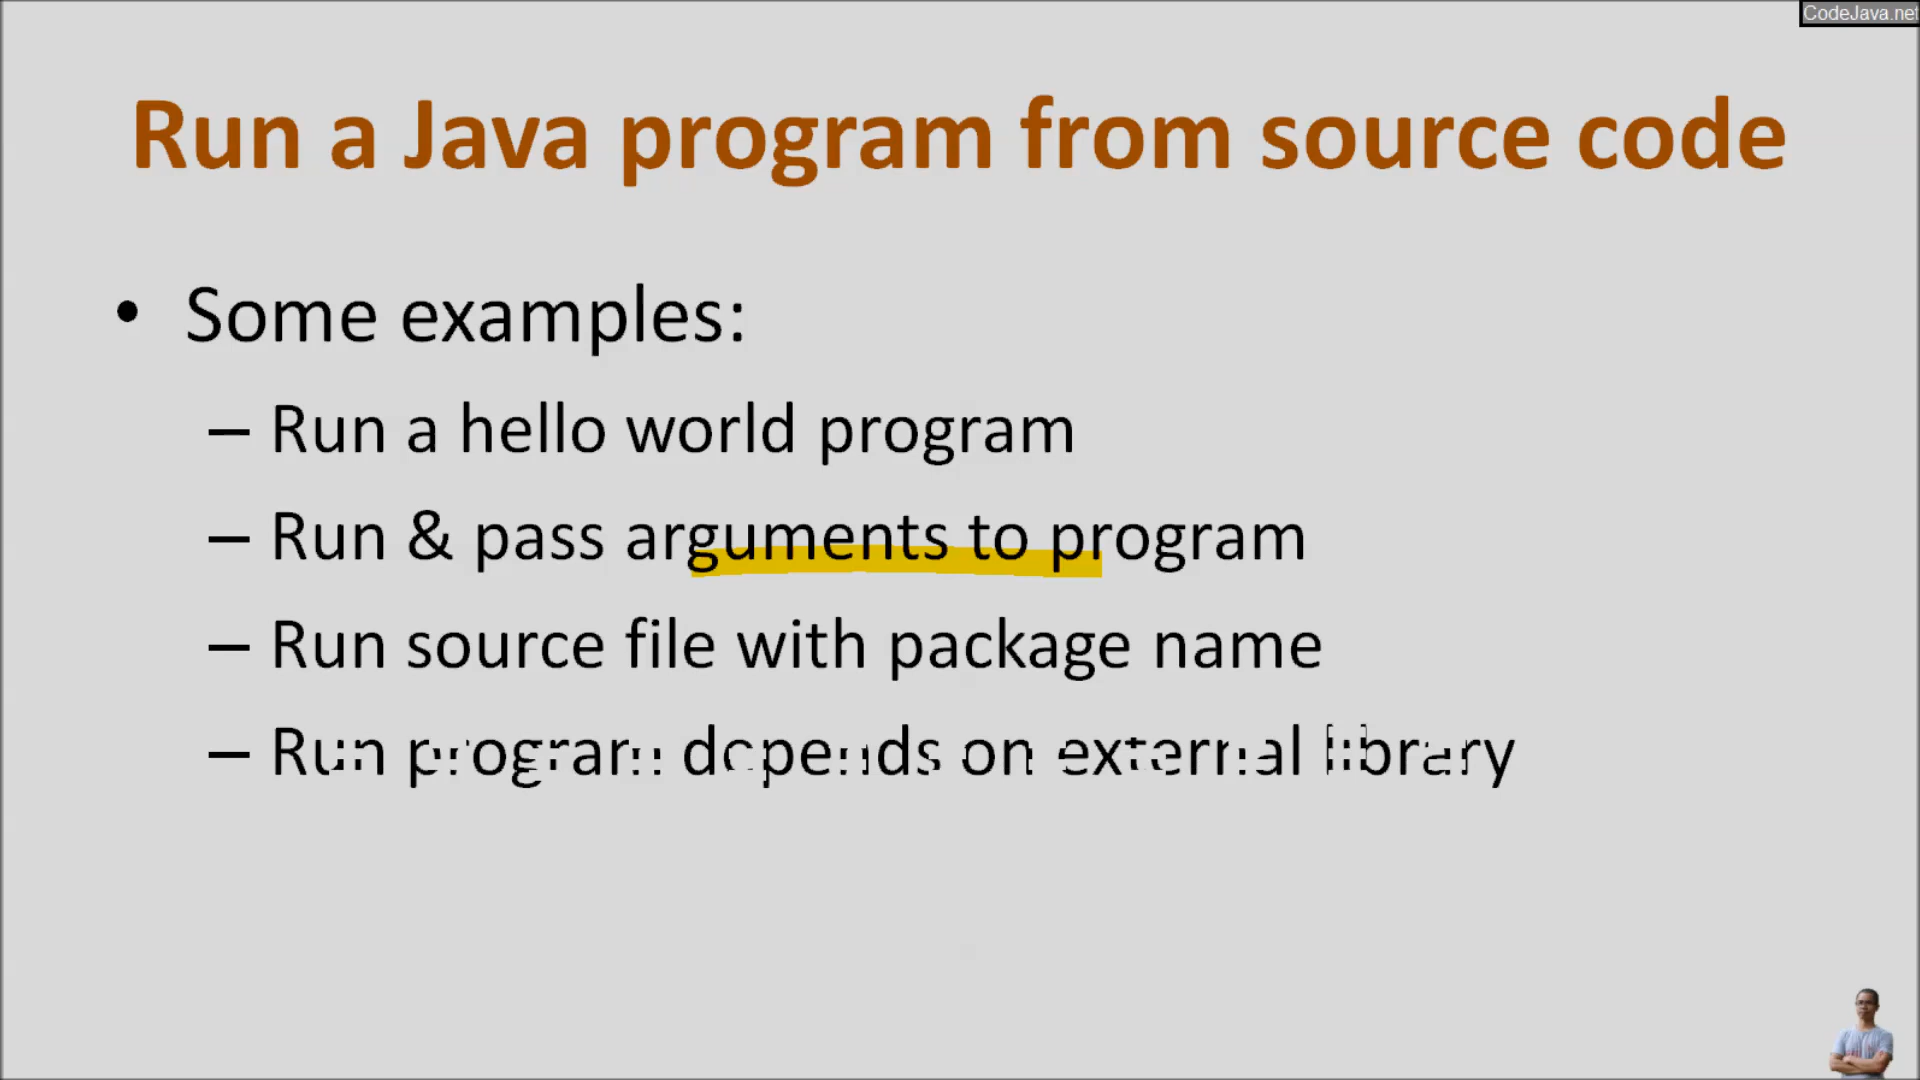 CodeJava.net
Run a Java program from source code
• Some examples:
– Run a hello world program
– Run & pass arguments to program
– Run source file with package name
– Run program depends on external library